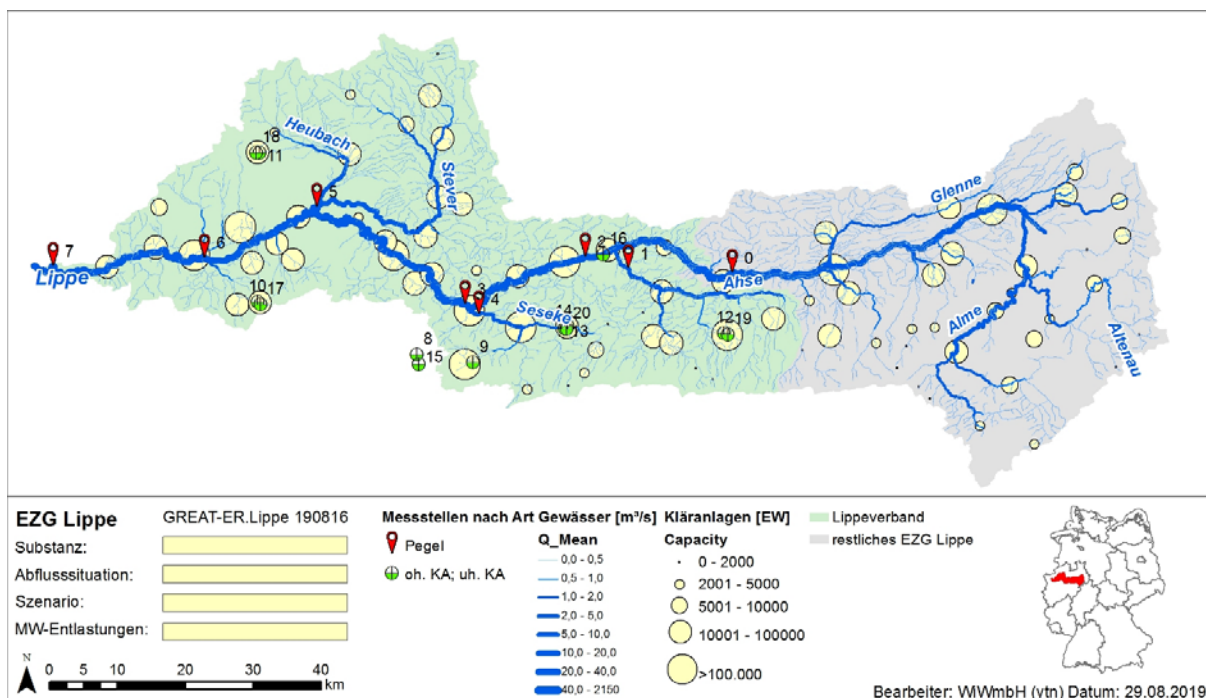 18
11
Heubach
Stever
5
Glenne
7
6
Lippe
2
16
1
0
Ahse
10
17
3
4
Seseke
14
20
13
12
19
8
15
9
Alme
Altenau
EZG Lippe
GREAT-ER.Lippe 190816
Substanz:
Abflusssituation:
Szenario:
MW-Entlastungen:
N
0 5 10 20 30 40
km
Messstellen nach Art
Pegel
oh. KA; uh. KA
Gewässer [m³/s]
Q_Mean
0,0 - 0,5
0,5 - 1,0
1,0 - 2,0
2,0 - 5,0
5,0 - 10,0
10,0 - 20,0
20,0 - 40,0
40,0 - 2150
Kläranlagen [EW]
Capacity
0 - 2000
2001 - 5000
5001 - 10000
10001 - 100000
>100.000
Lippeverband
restliches EZG Lippe
Bearbeiter: WIWmbH (vtn) Datum: 29.08.2019